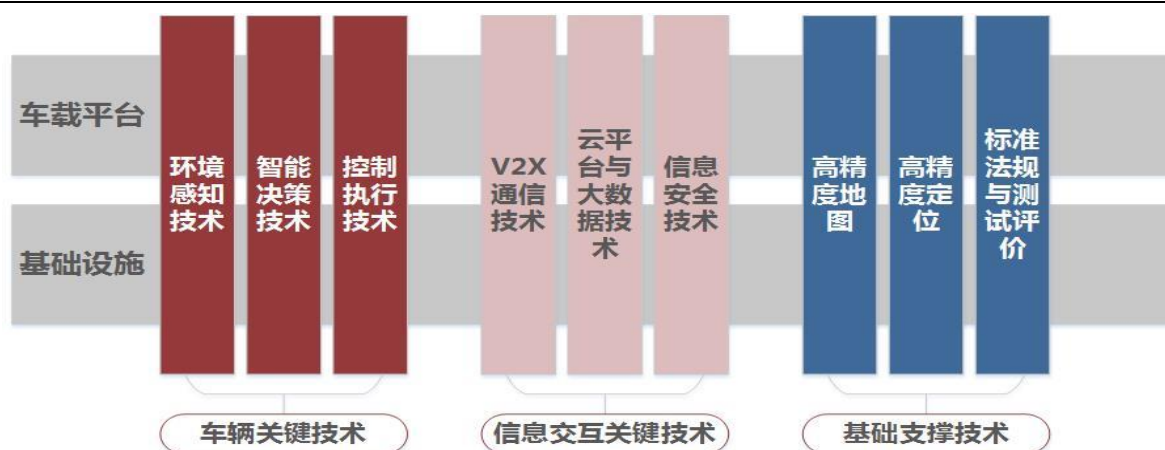 车载平台
基础设施
环境
感知
技术
智能
决策
技术
控制
执行
技术
V2X
通信
技术
云平
台与
大数
据技
术
信息
安全
技术
高精
度地
图
高精
度定
位
标准
法规
与测
试评
价
车辆关键技术
信息交互关键技术
基础支撑技术